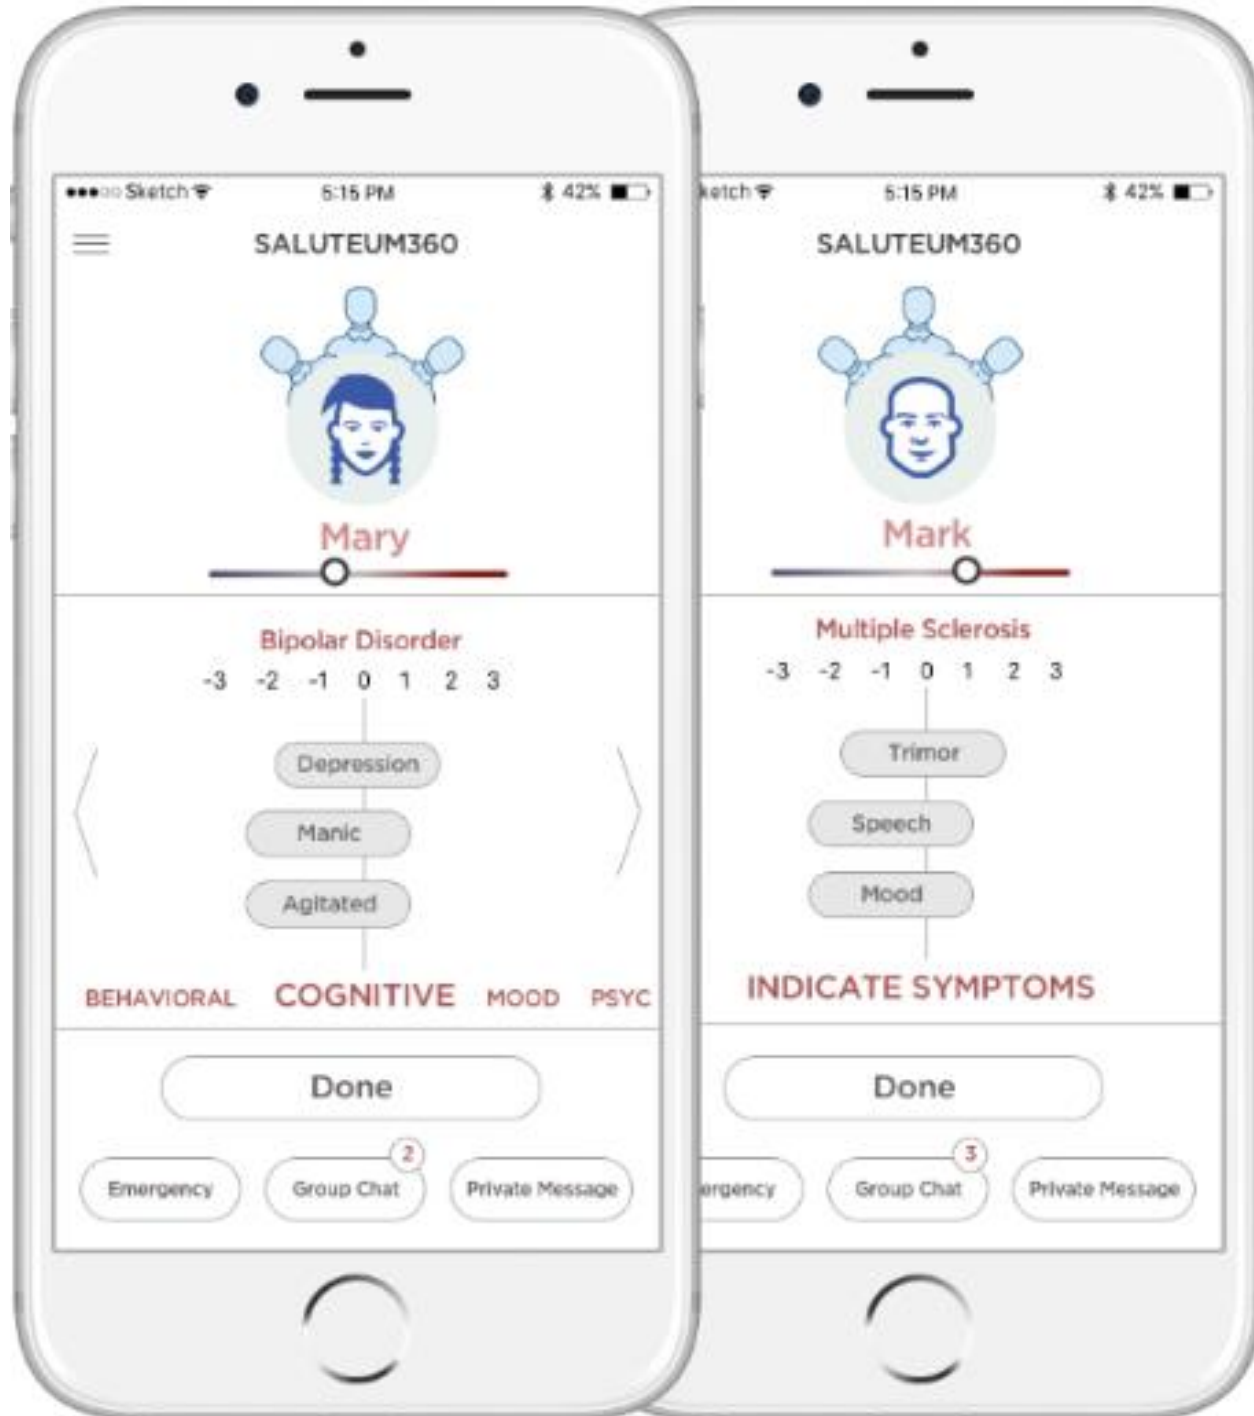 Sketch 5:15 PM 42%
SALUTEUM360
Mary
Bipolar Disorder
-3 -2 -1 0 1 2 3
Depression
Manic
Agitated
BEHAVIORAL COGNITIVE MOOD PSYC
Done
2
Emergency Group Chat Private Message
ketch 5:15 PM 42%
SALUTEUM360
Mark
Multiple Sclerosis
-3 -2 -1 0 1 2 3
Trimor
Speech
Mood
INDICATE SYMPTOMS
Done
3
ergency Group Chat Private Message